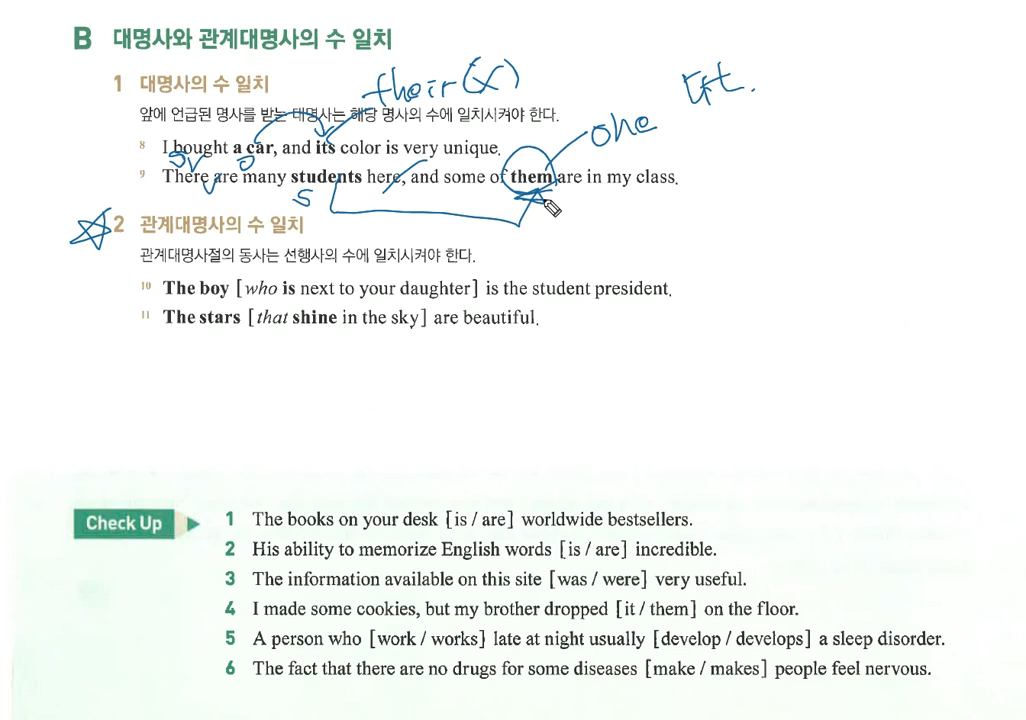 B 대명사와 관계대명사의 수 일치
1 대명사의 수 일치
their(X)
앞에 언급된 명사를 받는 대명사는 해당 명사의 수에 일치시켜야 한다.
one
8 I bought a car, and its color is very unique.
9 There are many students here, and some of them are in my class.
S
2 관계대명사의 수 일치
관계대명사절의 동사는 선행사의 수에 일치시켜야 한다.
10 The boy [who is next to your daughter] is the student president.
11 The stars [that shine in the sky] are beautiful.
Check Up
1 The books on your desk [is / are] worldwide bestsellers.
2 His ability to memorize English words [is / are] incredible.
3 The information available on this site [was / were] very useful.
4 I made some cookies, but my brother dropped [it / them] on the floor.
5 A person who [work / works] late at night usually [develop / develops] a sleep disorder.
6 The fact that there are no drugs for some diseases [make / makes] people feel nervous.